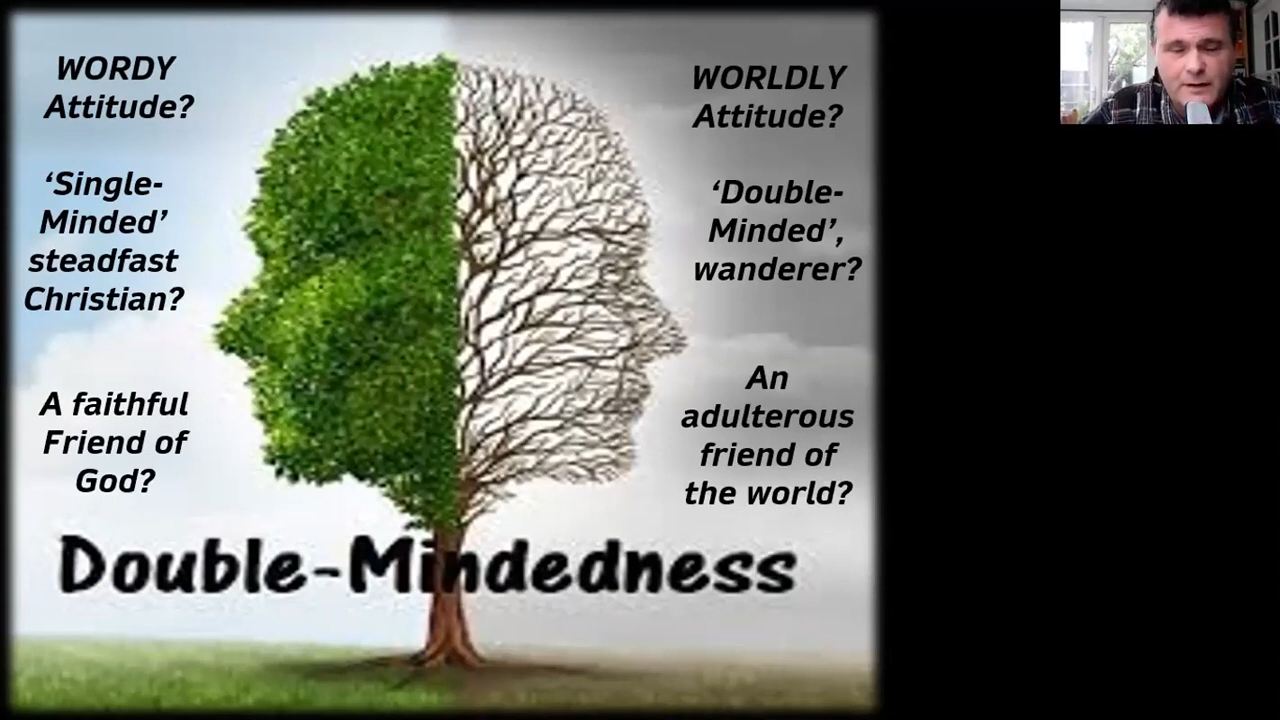 WORDY
Attitude?
‘Single-
Minded’
steadfast
Christian?
A faithful
Friend of
God?
WORLDLY
Attitude?
‘Double-
Minded’,
wanderer?
An
adulterous
friend of
the world?
Double-Mindedness